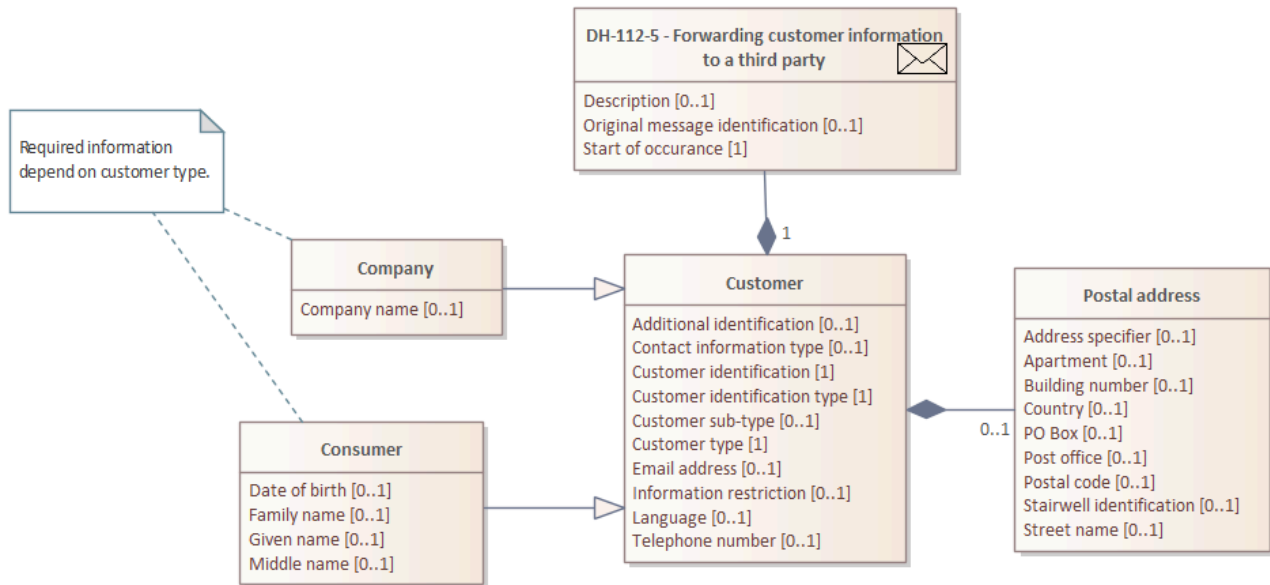 DH-112-5 - Forwarding customer information
to a third party
Description [0..1]
Original message identification [0..1]
Start of occurance [1]
Required information
depend on customer type.
1
Company
Company name [0..1]
Customer
Additional identification [0..1]
Contact information type [0..1]
Customer identification [1]
Customer identification type [1]
Customer sub-type [0..1]
Customer type [1]
Email address [0..1]
Information restriction [0..1]
Language [0..1]
Telephone number [0..1]
Postal address
Address specifier [0..1]
Apartment [0..1]
Building number [0..1]
Country [0..1]
PO Box [0..1]
Post office [0..1]
Postal code [0..1]
Stairwell identification [0..1]
Street name [0..1]
0..1
Consumer
Date of birth [0..1]
Family name [0..1]
Given name [0..1]
Middle name [0..1]